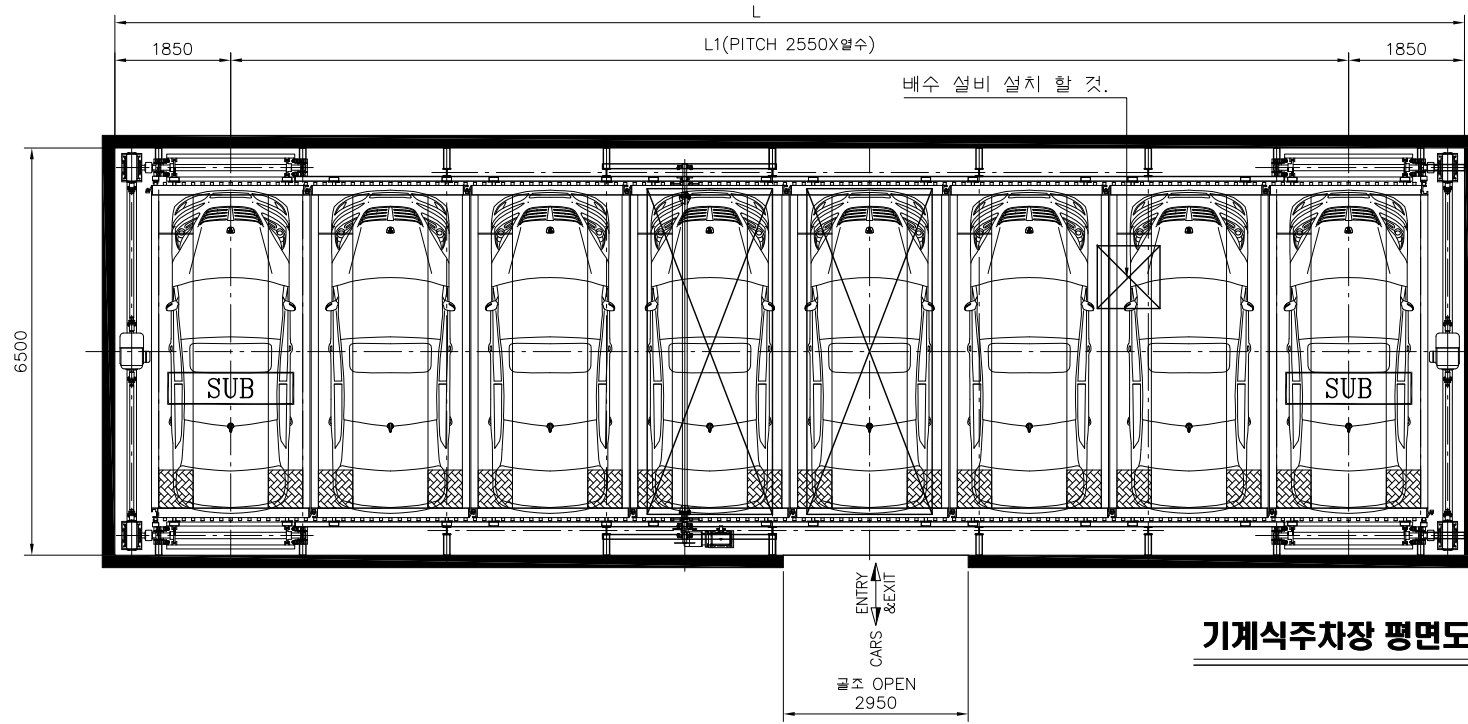 L
1850
L1(PITCH 2550X열수)
1850
배수 설비 설치 할 것.
6500
SUB
SUB
ENTRY
&EXIT
CARS
골조 OPEN
2950
기계식주차장 평면도